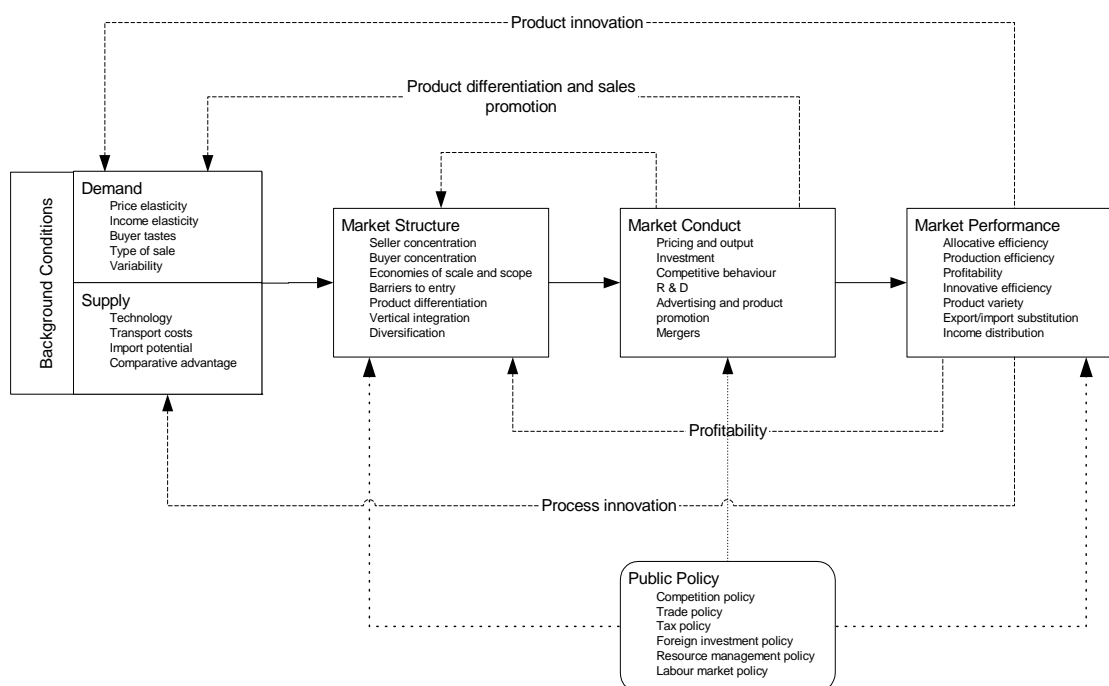 Product innovation
Product differentiation and sales
promotion
Background Conditions
Demand
Price elasticity
Income elasticity
Buyer tastes
Type of sale
Variability
Supply
Technology
Transport costs
Import potential
Comparative advantage
Market Structure
Seller concentration
Buyer concentration
Economies of scale and scope
Barriers to entry
Product differentiation
Vertical integration
Diversification
Market Conduct
Pricing and output
Investment
Competitive behaviour
R & D
Advertising and product
promotion
Mergers
Market Performance
Allocative efficiency
Production efficiency
Profitability
Innovative efficiency
Product variety
Export/import substitution
Income distribution
Profitability
Process innovation
Public Policy
Competition policy
Trade policy
Tax policy
Foreign investment policy
Resource management policy
Labour market policy